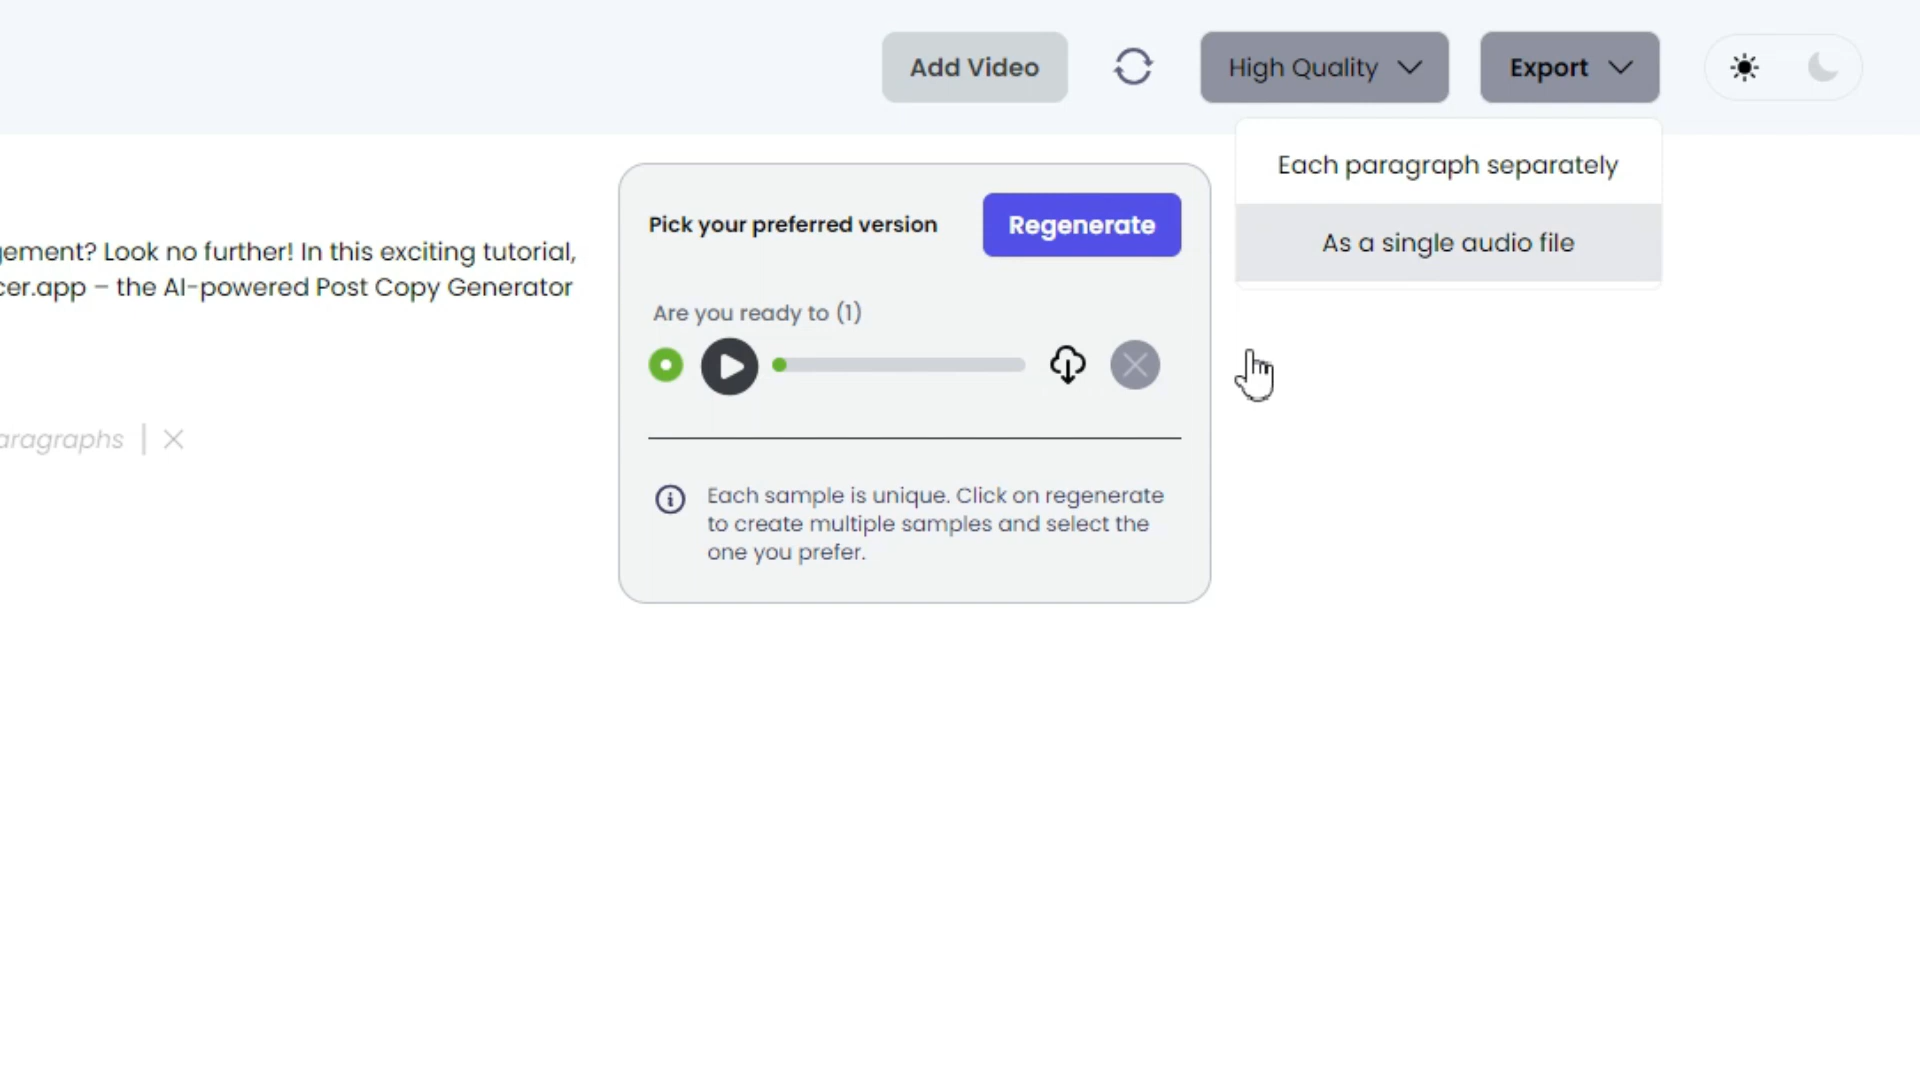 Add Video
High Quality
Export
Each paragraph separately
As a single audio file
Pick your preferred version
Regenerate
gement? Look no further! In this exciting tutorial,
cer.app – the AI-powered Post Copy Generator
Are you ready to (1)
aragraphs
Each sample is unique. Click on regenerate
to create multiple samples and select the
one you prefer.